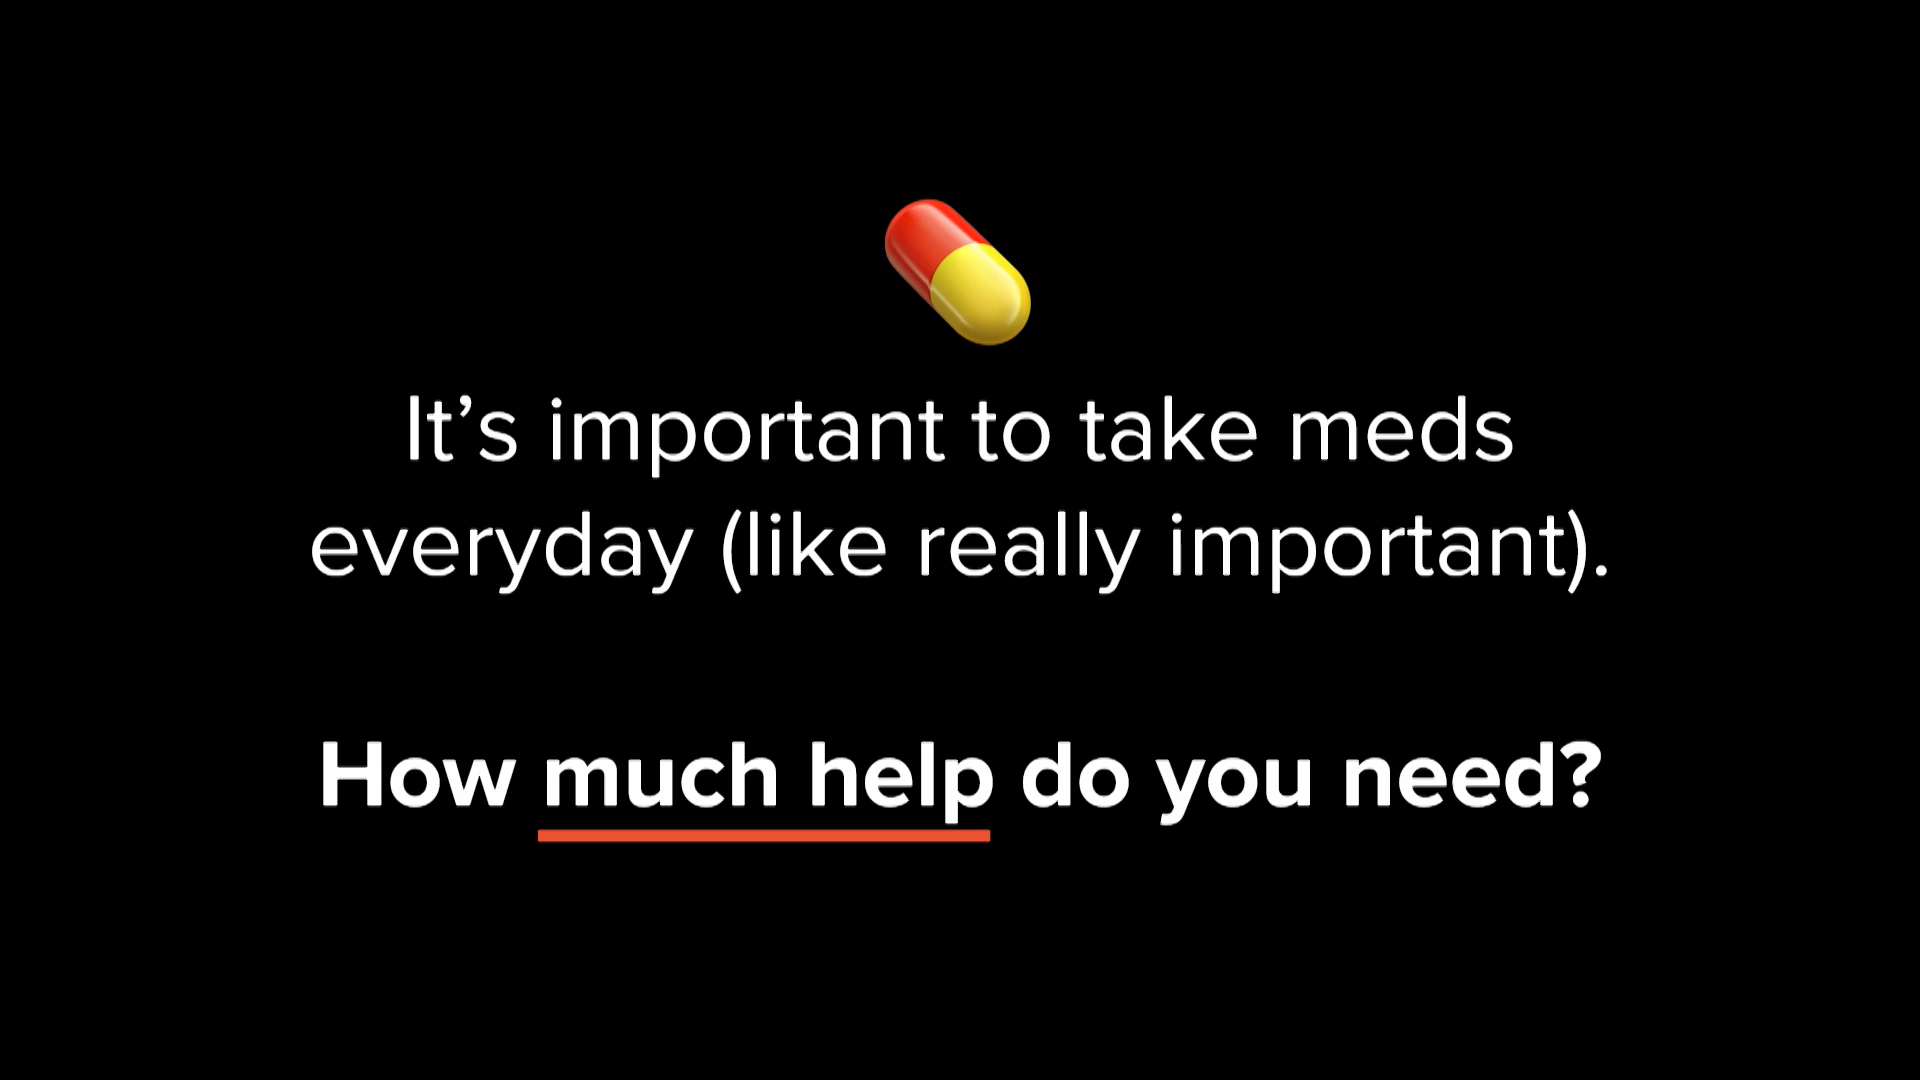 It’s important to take meds
everyday (like really important).
How much help do you need?